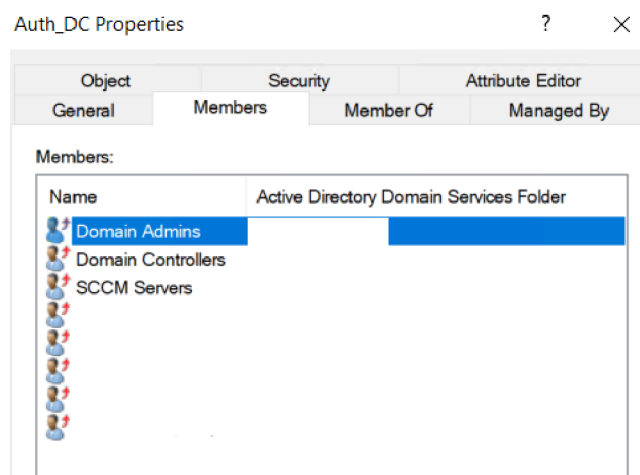 Auth_DC Properties ?
Object Security Attribute Editor
General Members Member Of Managed By
Members:
Name Active Directory Domain Services Folder
Domain Admins
Domain Controllers
SCCM Servers